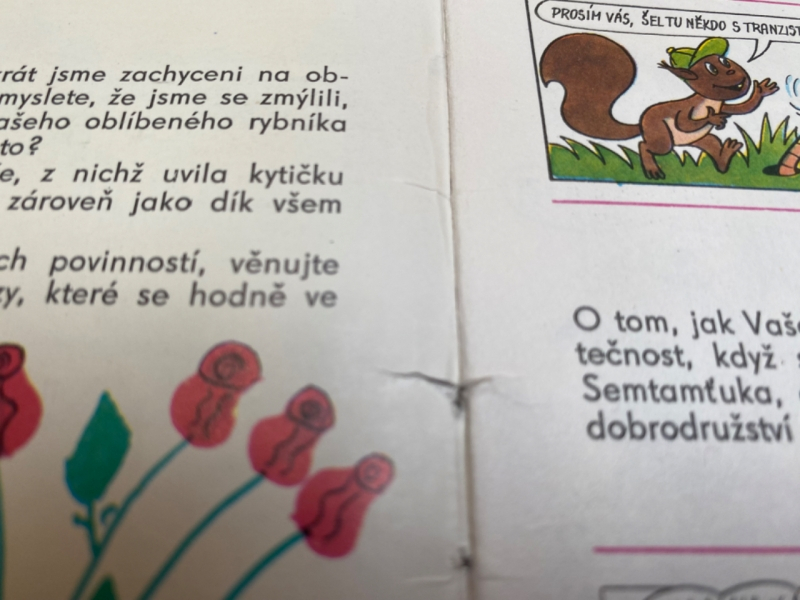 krát jsme zachyceni na ob-
myslete, že jsme se zmýlili,
ašeho oblíbeného rybníka
to?
e, z nichž uvila kytičku
zároveň jako dík všem
ch povinností, věnujte
zy, které se hodně ve
PROSÍM VÁS, ŠEL TU NĚKDO S TRANZIST
O tom, jak Vaše
tečnost, když s
Semtamťuka,
dobrodružství